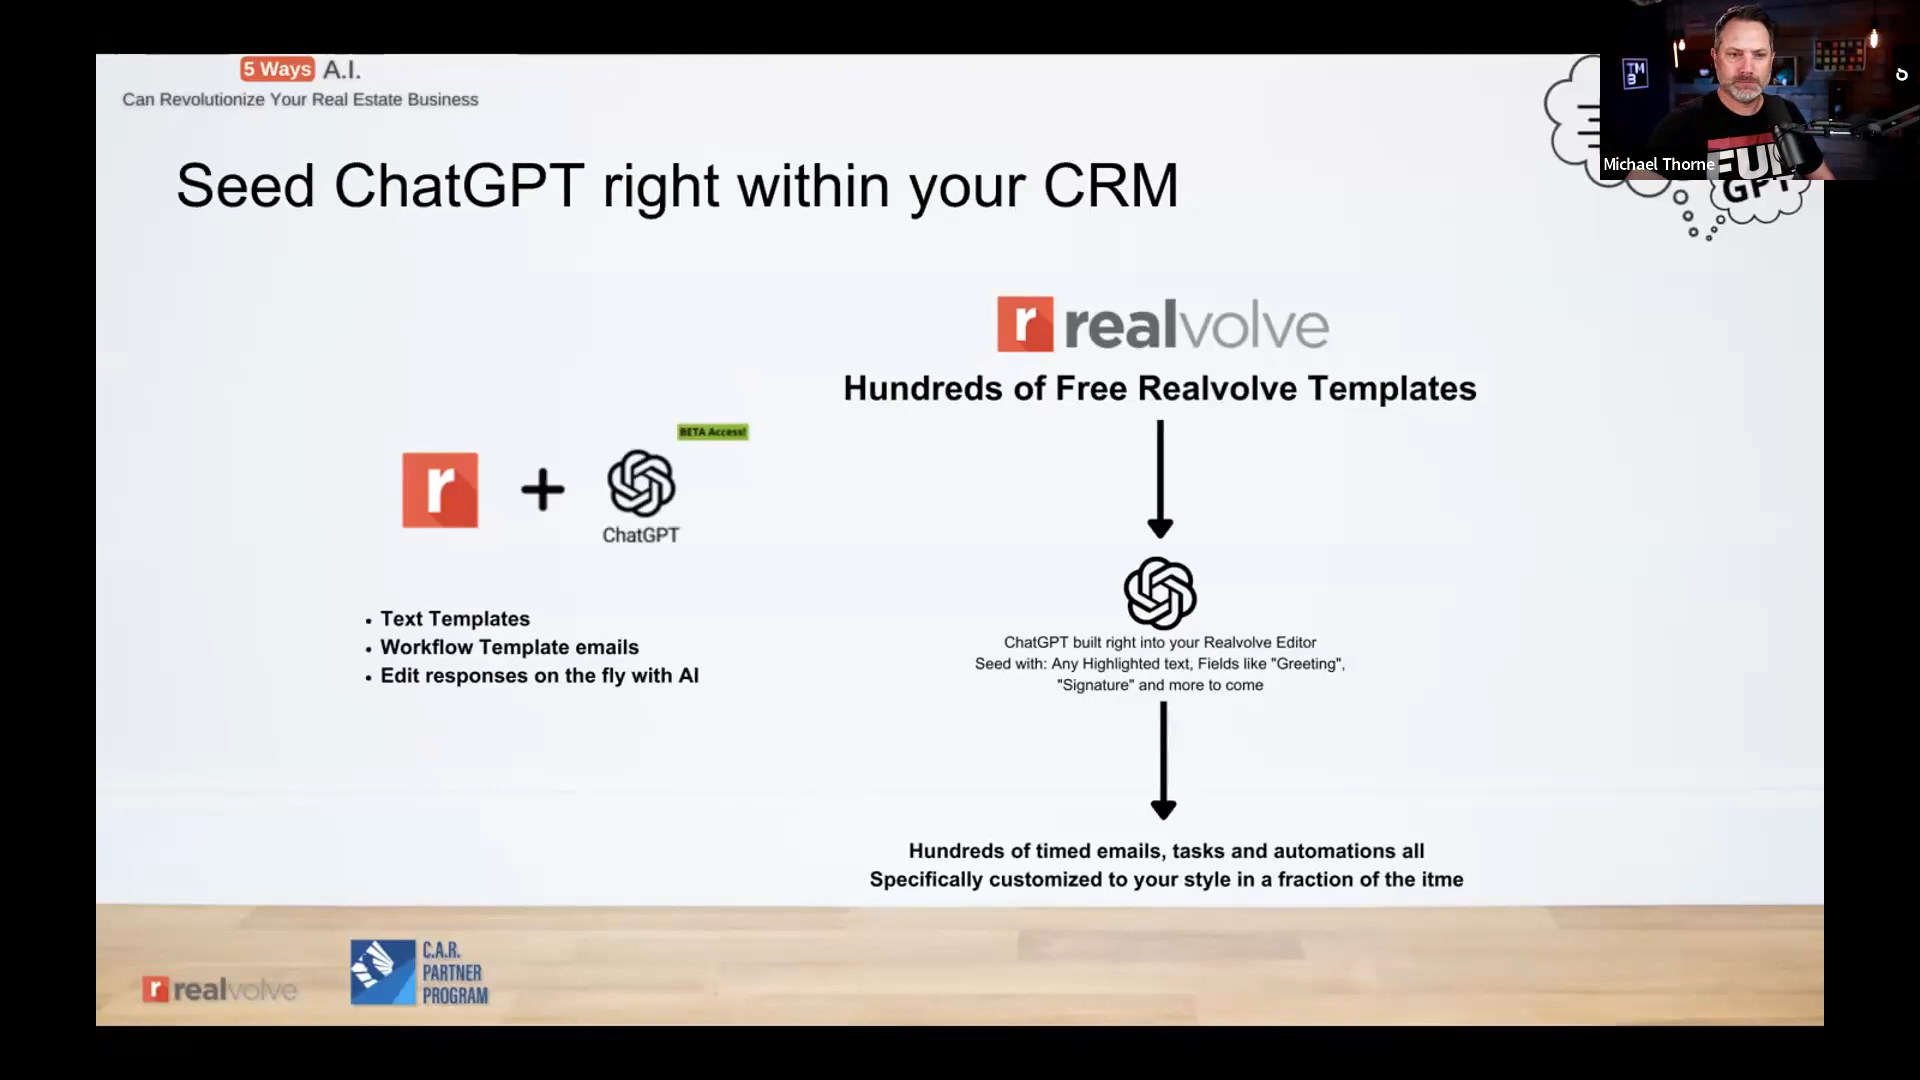 5 Ways A.I.
Can Revolutionize Your Real Estate Business
TM
B
Michael Thorne
FUN
GPT
Seed ChatGPT right within your CRM
r realvolve
Hundreds of Free Realvolve Templates
BETA Access!
r + ChatGPT
• Text Templates
• Workflow Template emails
• Edit responses on the fly with AI
ChatGPT built right into your Realvolve Editor
Seed with: Any Highlighted text, Fields like "Greeting",
"Signature" and more to come
Hundreds of timed emails, tasks and automations all
Specifically customized to your style in a fraction of the itme
r realvolve
C.A.R.
PARTNER
PROGRAM